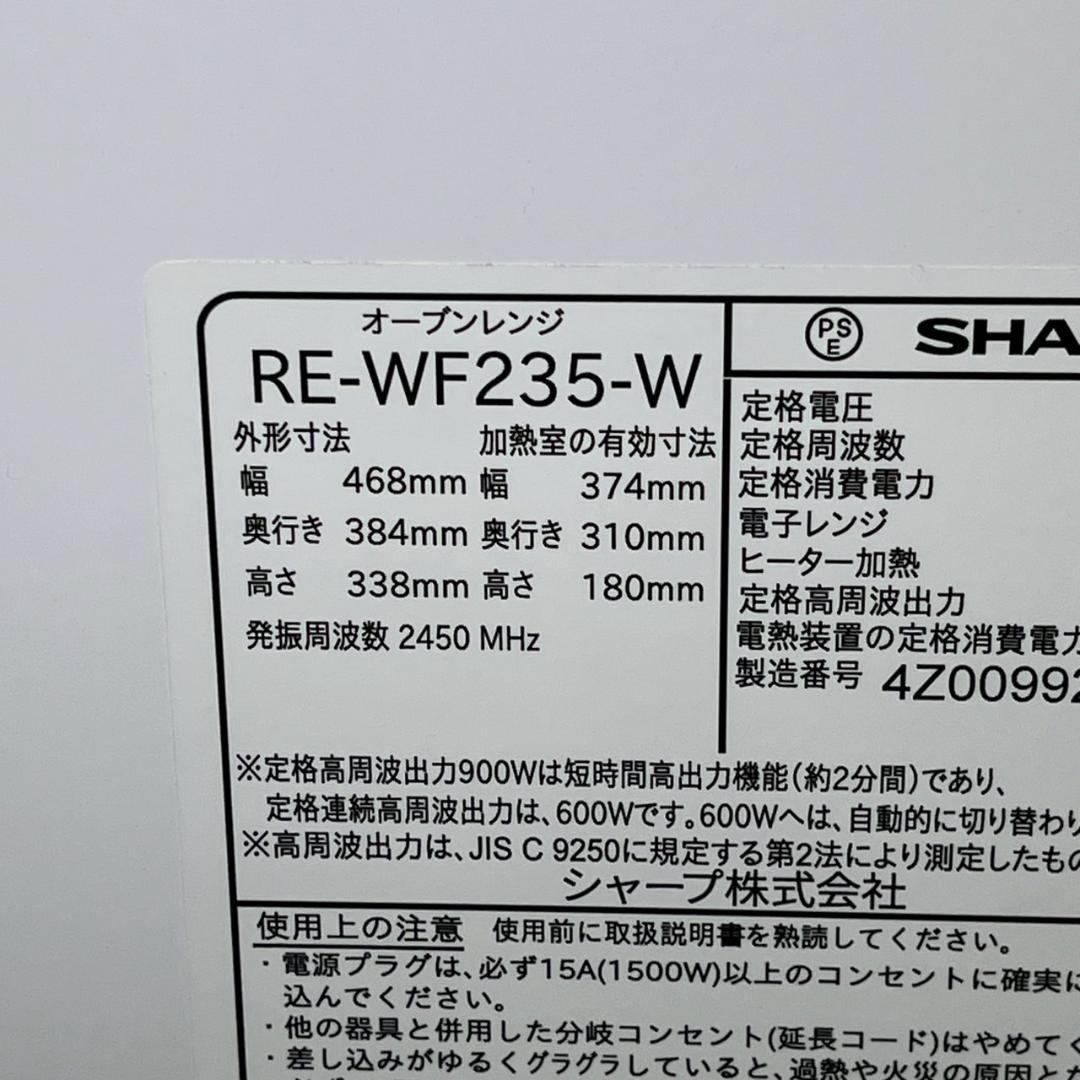 オーブンレンジ
RE-WF235-W
外形寸法 加熱室の有効寸法
幅 468mm 幅 374mm
奥行き 384mm 奥行き 310mm
高さ 338mm 高さ 180mm
発振周波数 2450 MHz
PS
E
SHA
定格電圧
定格周波数
定格消費電力
電子レンジ
ヒーター加熱
定格高周波出力
電熱装置の定格消費電力
製造番号 4Z00992
※定格高周波出力900Wは短時間高出力機能(約2分間)であり、
定格連続高周波出力は、600Wです。600Wへは、自動的に切り替わり
※高周波出力は、JIS C 9250に規定する第2法により測定したもの
シャープ株式会社
使用上の注意 使用前に取扱説明書を熟読してください。
・電源プラグは、必ず15A(1500W)以上のコンセントに確実に
込んでください。
・他の器具と併用した分岐コンセント(延長コード)はやめてく
・差し込みがゆるくグラグラしていると、過熱や火災の原因とな